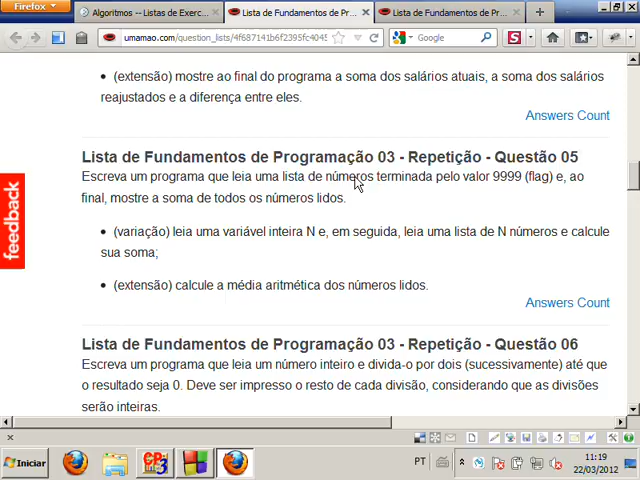 Firefox
Algoritmos -- Listas de Exerc...
Lista de Fundamentos de Pr...
Lista de Fundamentos de Pr...
umamao.com/question_lists/4f687141b6f2395fc4045
Google
• (extensão) mostre ao final do programa a soma dos salários atuais, a soma dos salários
reajustados e a diferença entre eles.
Answers Count
Lista de Fundamentos de Programação 03 - Repetição - Questão 05
Escreva um programa que leia uma lista de números terminada pelo valor 9999 (flag) e, ao
final, mostre a soma de todos os números lidos.
feedback
• (variação) leia uma variável inteira N e, em seguida, leia uma lista de N números e calcule
sua soma;
• (extensão) calcule a média aritmética dos números lidos.
Answers Count
Lista de Fundamentos de Programação 03 - Repetição - Questão 06
Escreva um programa que leia um número inteiro e divida-o por dois (sucessivamente) até que
o resultado seja 0. Deve ser impresso o resto de cada divisão, considerando que as divisões
serão inteiras.
Iniciar
PT
11:19
22/03/2012